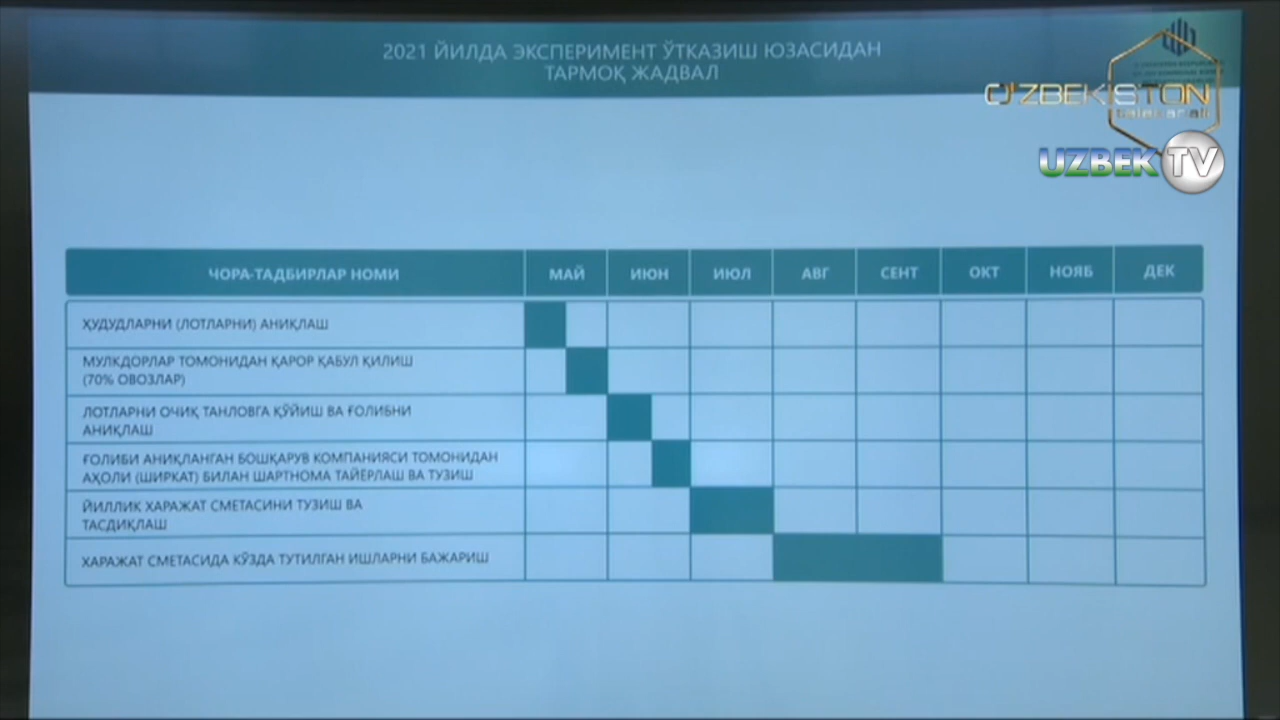 2021 ЙИЛДА ЭКСПЕРИМЕНТ ЎТКАЗИШ ЮЗАСИДАН
ТАРМОҚ ЖАДВАЛ
O'ZBEKISTON
UZBEK TV
ЧОРА-ТАДБИРЛАР НОМИ МАЙ ИЮН ИЮЛ АВГ СЕНТ ОКТ НОЯБ ДЕК
ҲУДУДЛАРНИ (ЛОТЛАРНИ) АНИҚЛАШ
МУЛКДОРЛАР ТОМОНИДАН ҚАРОР ҚАБУЛ ҚИЛИШ
(70% ОВОЗЛАР)
ЛОТЛАРНИ ОЧИҚ ТАНЛОВГА ҚЎЙИШ ВА ҒОЛИБНИ
АНИҚЛАШ
ҒОЛИБИ АНИҚЛАНГАН БОШҚАРУВ КОМПАНИЯСИ ТОМОНИДАН
АҲОЛИ (ШИРКАТ) БИЛАН ШАРТНОМА ТАЙЁРЛАШ ВА ТУЗИШ
ЙИЛЛИК ХАРАЖАТ СМЕТАСИНИ ТУЗИШ ВА
ТАСДИҚЛАШ
ХАРАЖАТ СМЕТАСИДА КЎЗДА ТУТИЛГАН ИШЛАРНИ БАЖАРИШ